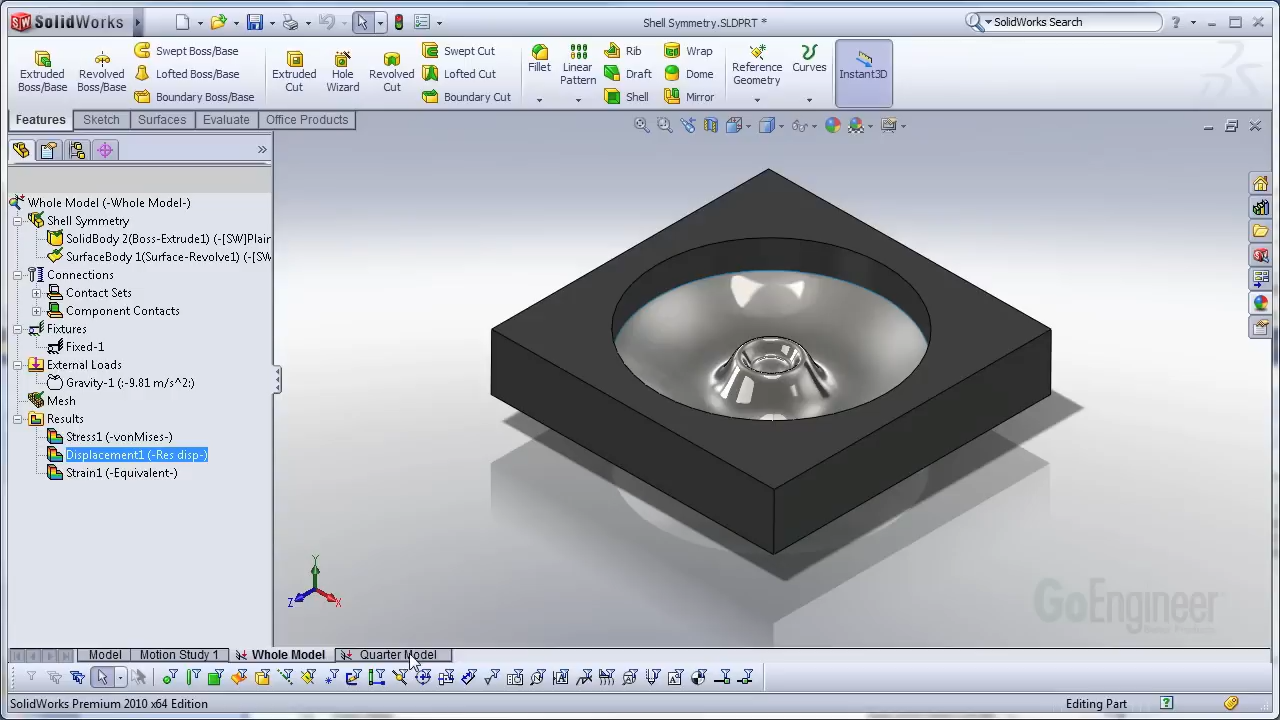 SolidWorks
Shell Symmetry.SLDPRT *
SolidWorks Search
Extruded Boss/Base
Revolved Boss/Base
Swept Boss/Base
Lofted Boss/Base
Boundary Boss/Base
Extruded Cut
Hole Wizard
Revolved Cut
Swept Cut
Lofted Cut
Boundary Cut
Fillet
Linear Pattern
Rib
Draft
Shell
Wrap
Dome
Mirror
Reference Geometry
Curves
Instant3D
Features Sketch Surfaces Evaluate Office Products
Whole Model (-Whole Model-)
Shell Symmetry
SolidBody 2(Boss-Extrude1) (-[SW]Plain
SurfaceBody 1(Surface-Revolve1) (-[SW
Connections
Contact Sets
Component Contacts
Fixtures
Fixed-1
External Loads
Gravity-1 (:-9.81 m/s^2:)
Mesh
Results
Stress1 (-vonMises-)
Displacement1 (-Res disp-)
Strain1 (-Equivalent-)
Y
Z X
GoEngineer
Model Motion Study 1 Whole Model Quarter Model
SolidWorks Premium 2010 x64 Edition
Editing Part